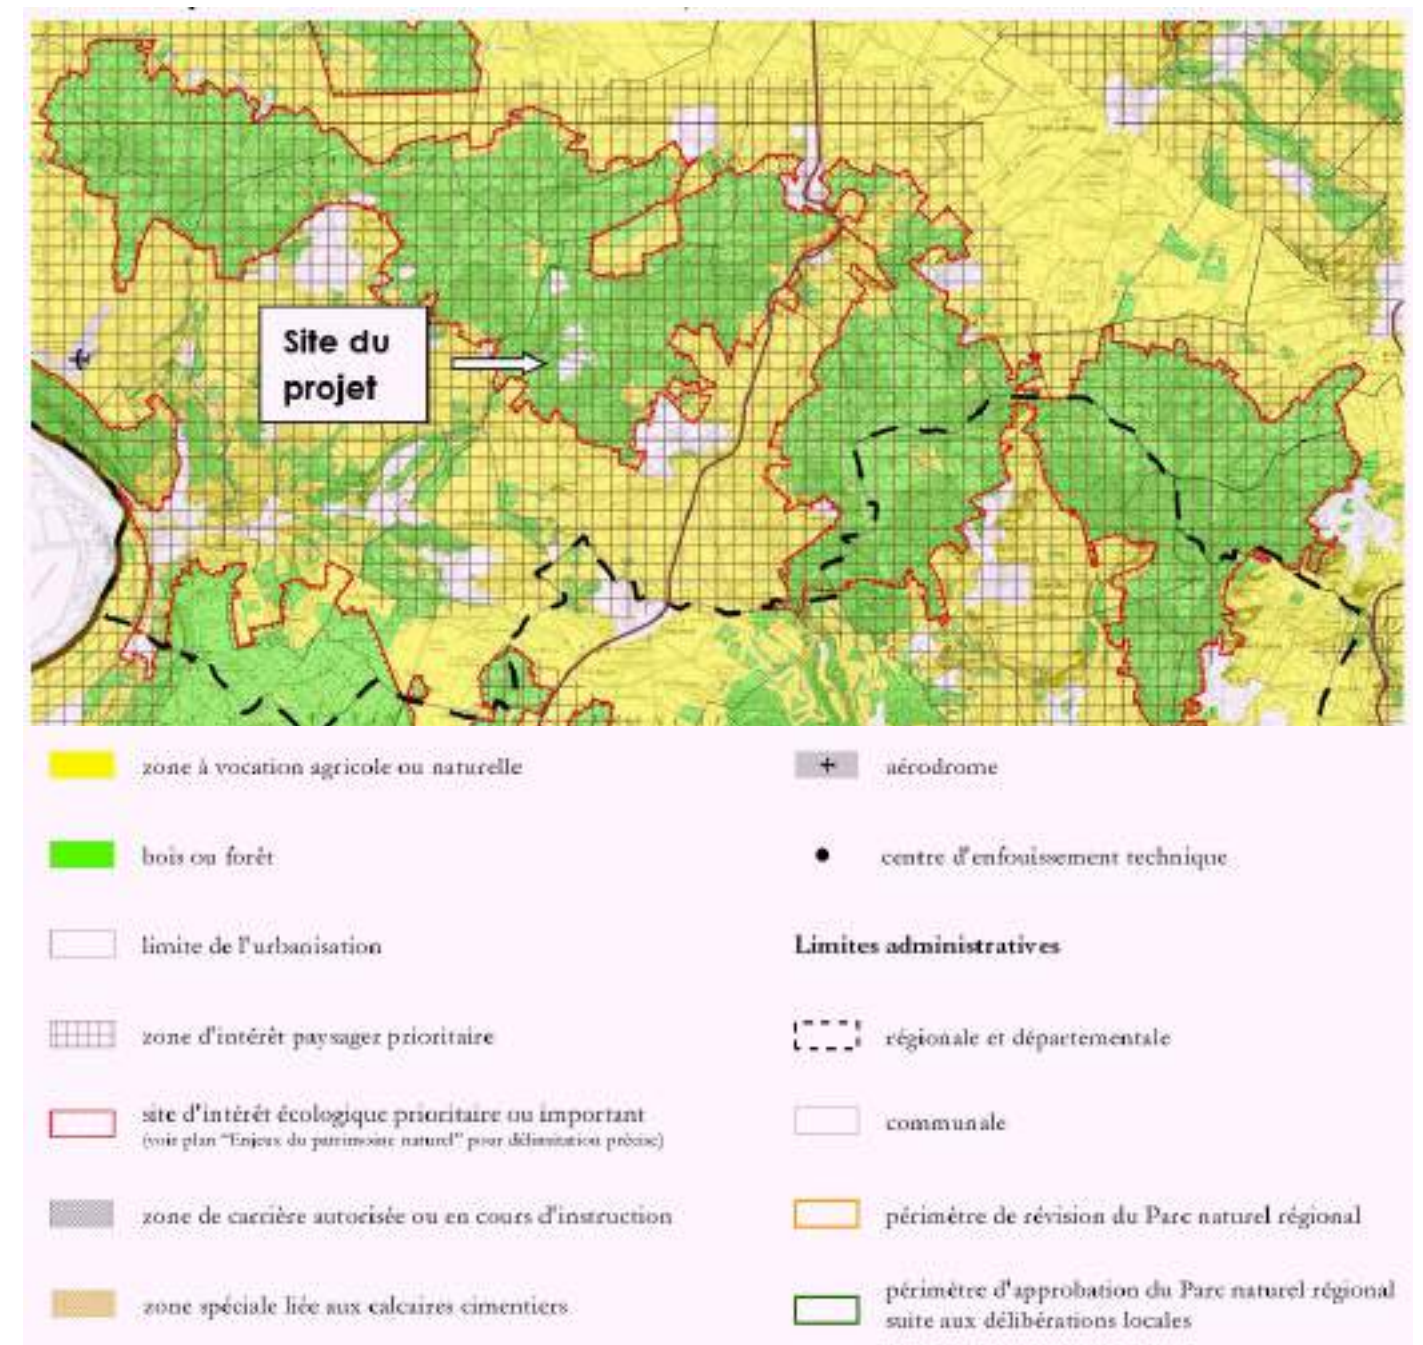 Site du
projet
zone à vocation agricole ou naturelle
bois ou forêt
limite de l'urbanisation
zone d'intérêt paysager prioritaire
site d'intérêt écologique prioritaire ou important
(voir plan "Enjeux du patrimoine naturel" pour délimitation précise)
zone de carrière autorisée ou en cours d'instruction
zone spéciale liée aux calcaires cimentiers
aérodrome
centre d'enfouissement technique
Limites administratives
régionale et départementale
communale
périmètre de révision du Parc naturel régional
périmètre d'approbation du Parc naturel régional
suite aux délibérations locales